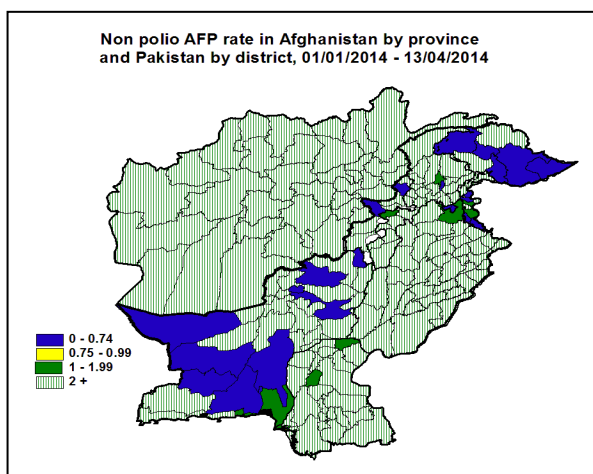 Non polio AFP rate in Afghanistan by province
and Pakistan by district, 01/01/2014 - 13/04/2014
0 - 0.74
0.75 - 0.99
1 - 1.99
2 +